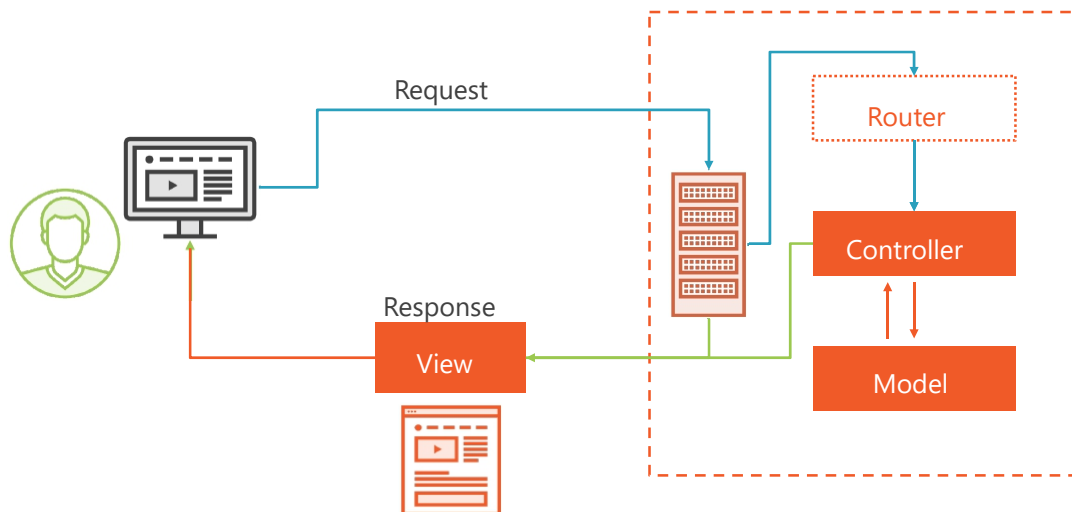 Request
Router
Controller
Response
View
Model